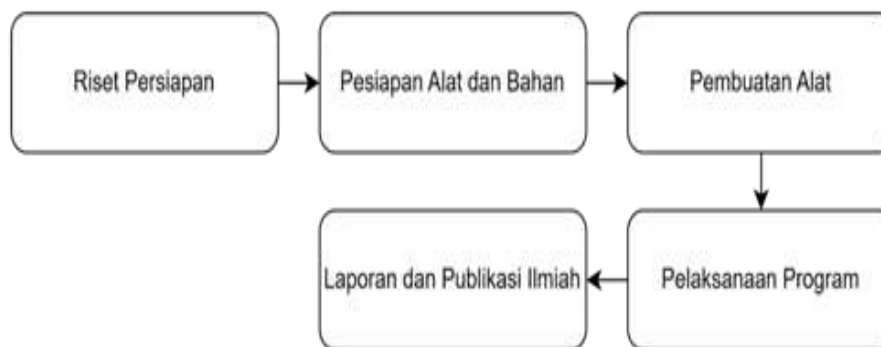 Riset Persiapan
Pesiapan Alat dan Bahan
Pembuatan Alat
Pelaksanaan Program
Laporan dan Publikasi Ilmiah